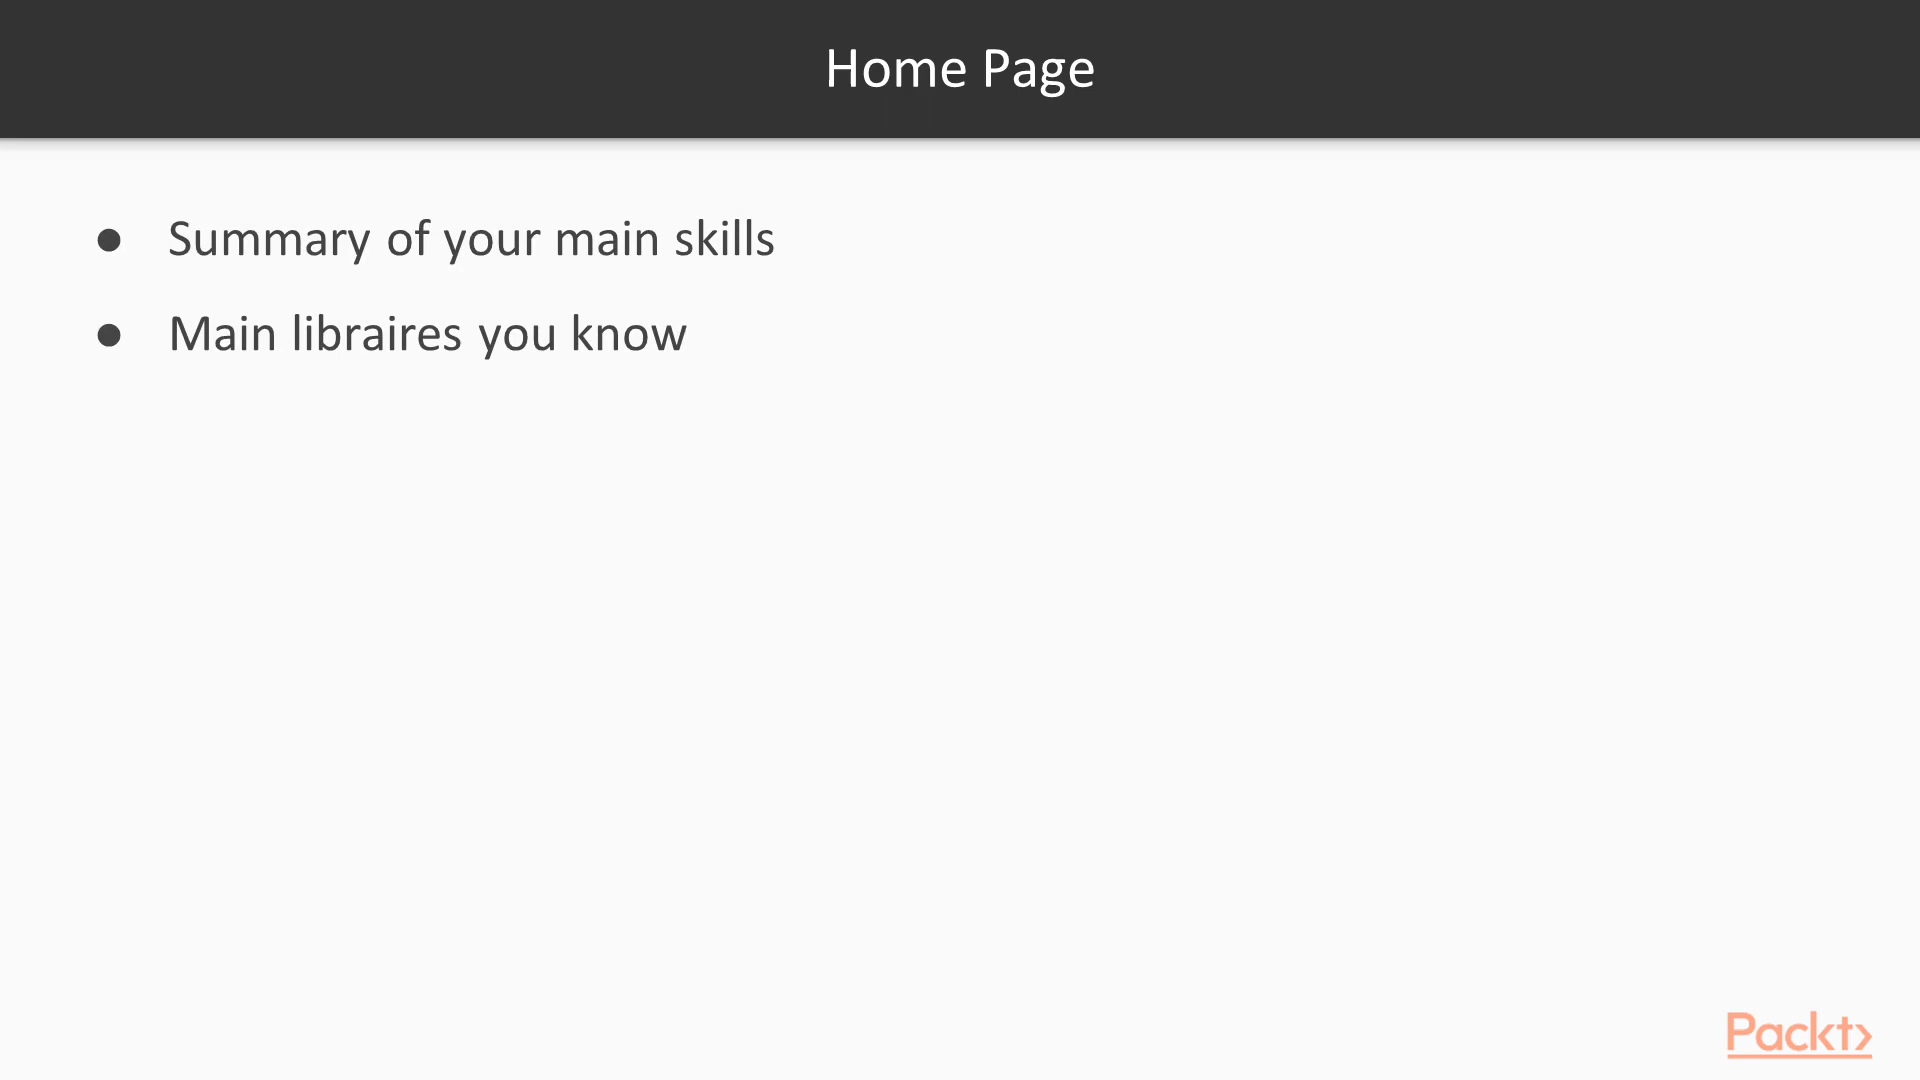 Home Page
● Summary of your main skills
● Main libraires you know
Packt>